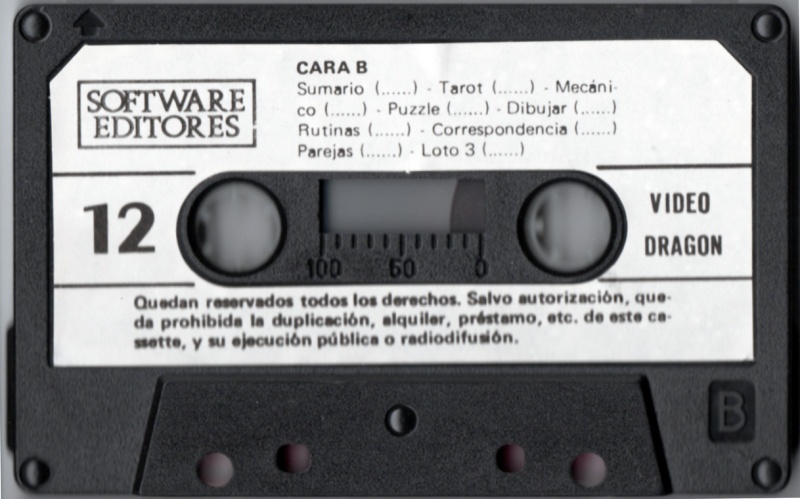 CARA B
Sumario (......) - Tarot (......) - Mecáni-
co (......) - Puzzle (......) - Dibujar (......)
Rutinas (......) - Correspondencia (......)
Parejas (......) - Loto 3 (......)
SOFTWARE
EDITORES
12
VIDEO
DRAGON
100 50 0
Quedan reservados todos los derechos. Salvo autorización, que-
da prohibida la duplicación, alquiler, préstamo, etc. de este ca-
ssette, y su ejecución pública o radiodifusión.
B